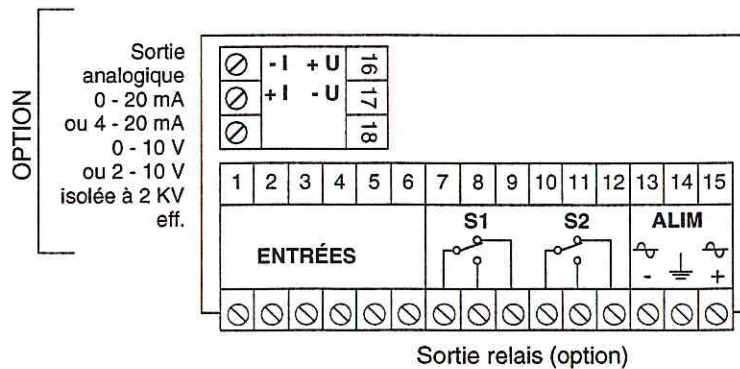 OPTION
Sortie
analogique
0 - 20 mA
ou 4 - 20 mA
0 - 10 V
ou 2 - 10 V
isolée à 2 KV
eff.
- I + U 16
+ I - U 17
18
1 2 3 4 5 6 7 8 9 10 11 12 13 14 15
S1 S2 ALIM
ENTRÉES
- +
Sortie relais (option)